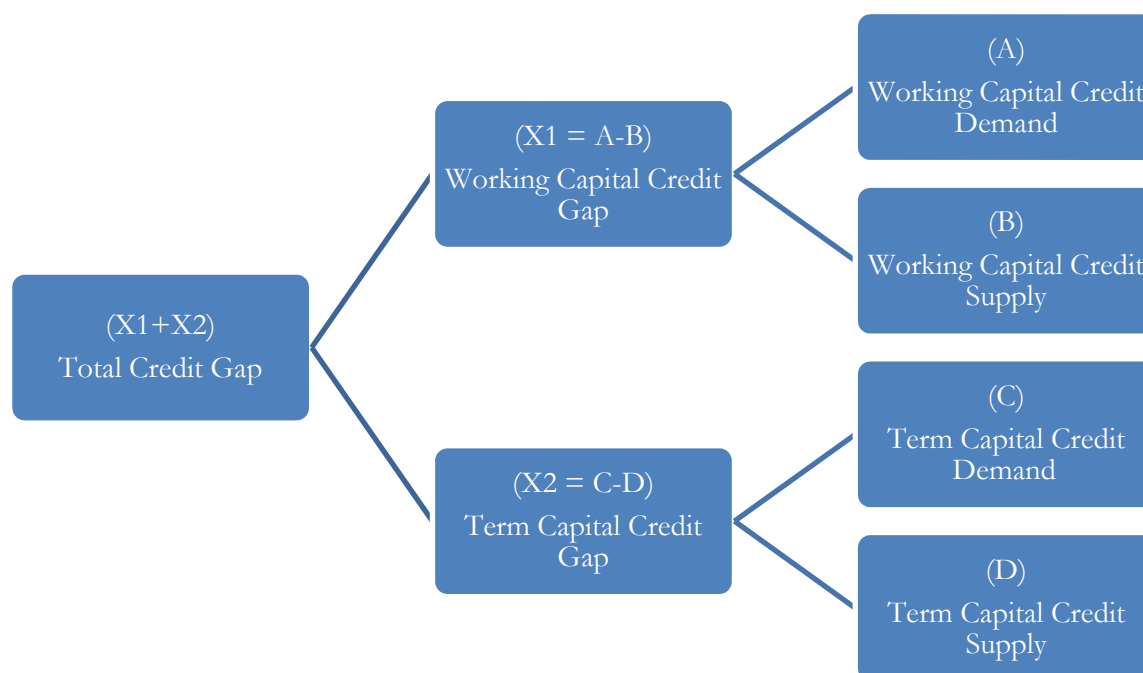 (A)
Working Capital Credit
Demand
(X1 = A-B)
Working Capital Credit
Gap
(B)
Working Capital Credit
Supply
(X1+X2)
Total Credit Gap
(C)
Term Capital Credit
Demand
(X2 = C-D)
Term Capital Credit
Gap
(D)
Term Capital Credit
Supply